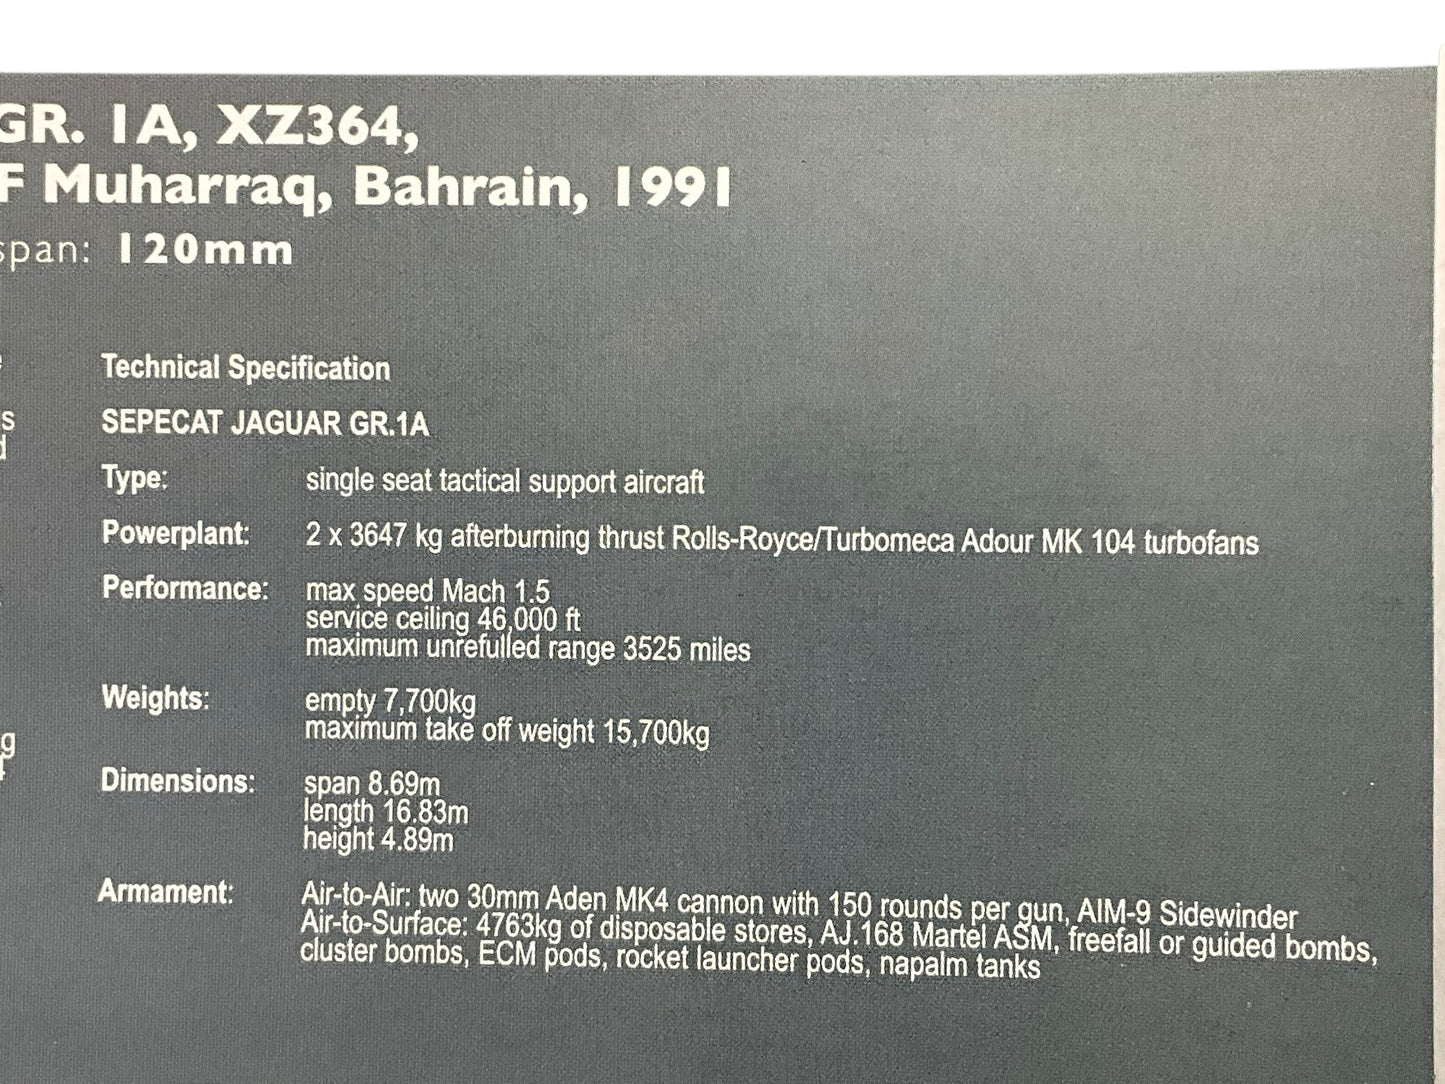 GR. 1A, XZ364,
F Muharraq, Bahrain, 1991
span: 120mm
Technical Specification
SEPECAT JAGUAR GR.1A
Type: single seat tactical support aircraft
Powerplant: 2 x 3647 kg afterburning thrust Rolls-Royce/Turbomeca Adour MK 104 turbofans
Performance: max speed Mach 1.5
service ceiling 46,000 ft
maximum unrefulled range 3525 miles
Weights: empty 7,700kg
maximum take off weight 15,700kg
Dimensions: span 8.69m
length 16.83m
height 4.89m
Armament: Air-to-Air: two 30mm Aden MK4 cannon with 150 rounds per gun, AIM-9 Sidewinder
Air-to-Surface: 4763kg of disposable stores, AJ.168 Martel ASM, freefall or guided bombs,
cluster bombs, ECM pods, rocket launcher pods, napalm tanks